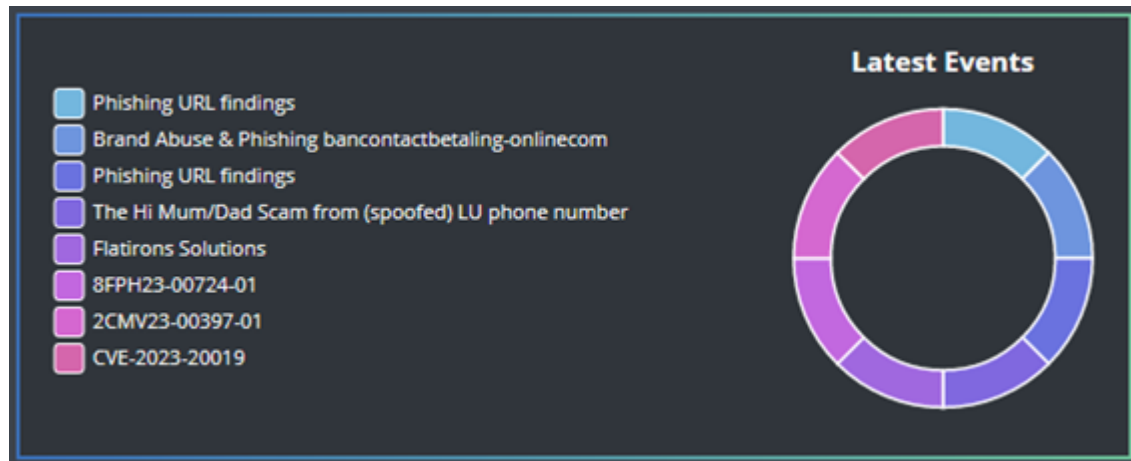 Latest Events
Phishing URL findings
Brand Abuse & Phishing bancontactbetaling-onlinecom
Phishing URL findings
The Hi Mum/Dad Scam from (spoofed) LU phone number
Flatirons Solutions
8FPH23-00724-01
2CMV23-00397-01
CVE-2023-20019